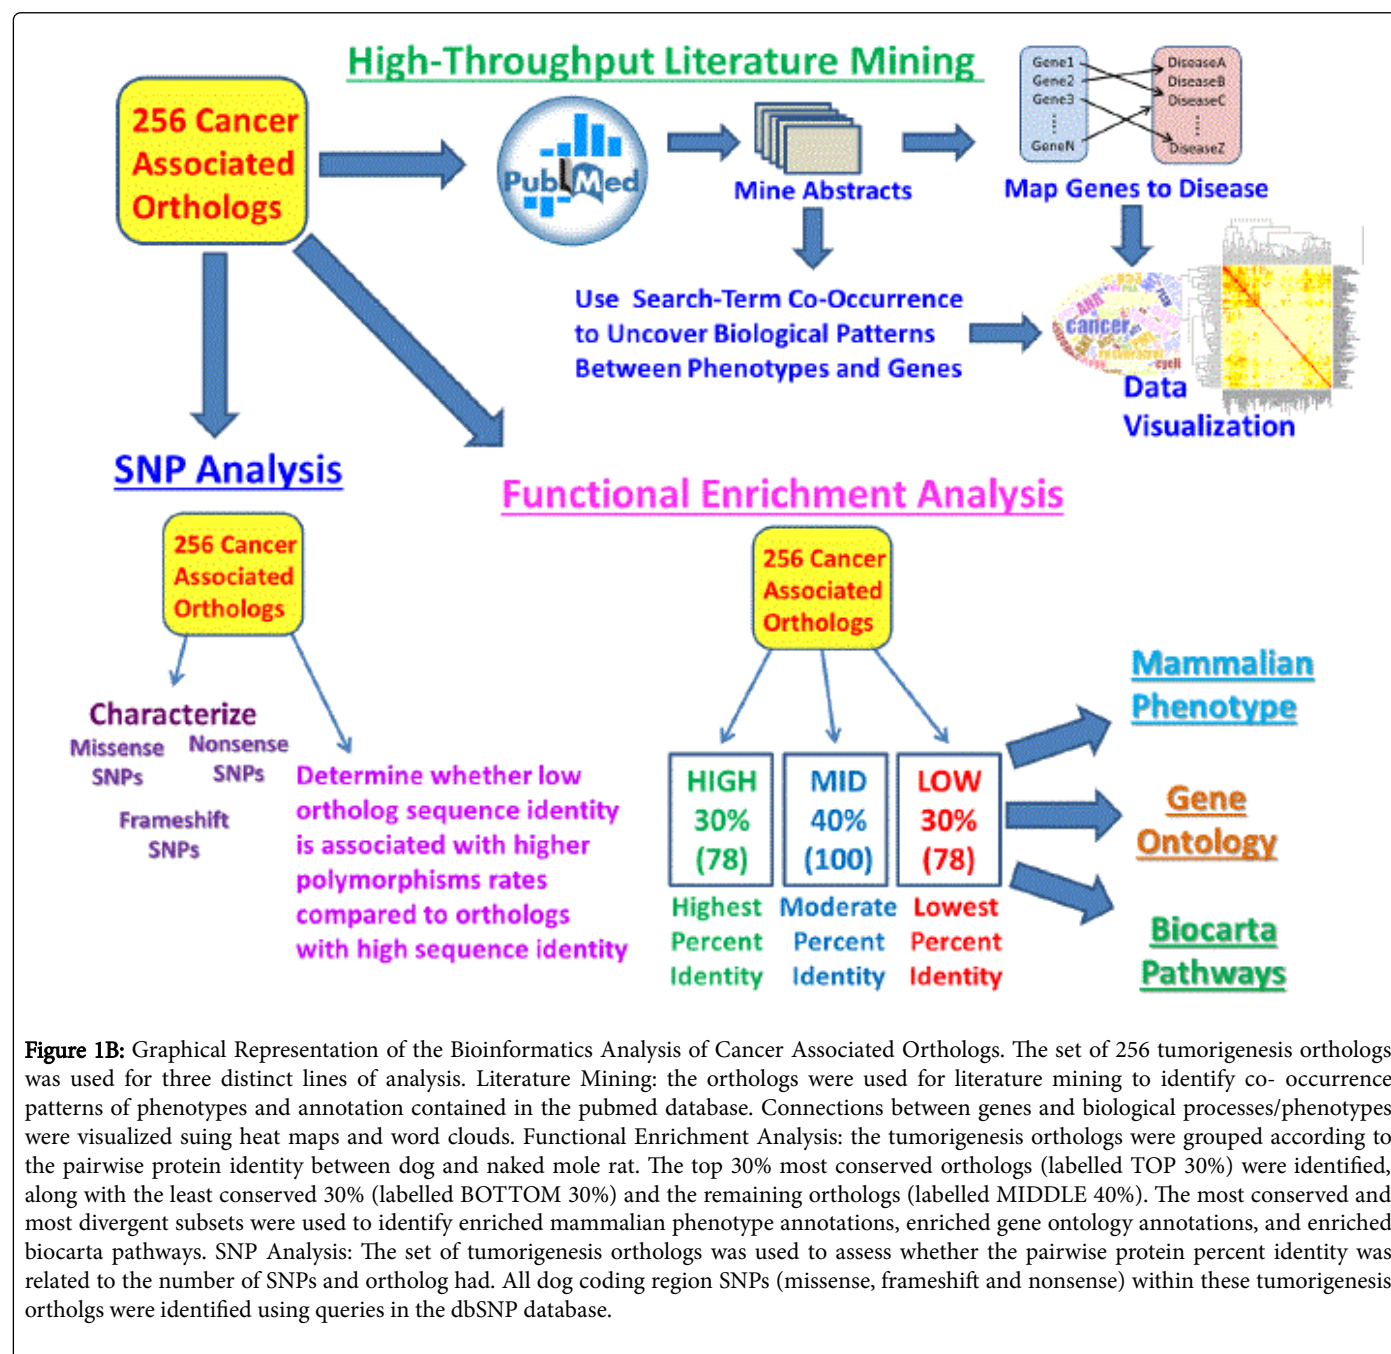 High-Throughput Literature Mining
256 Cancer
Associated
Orthologs
PubMed
Mine Abstracts
Gene1
Gene2
Gene3
GeneN
DiseaseA
DiseaseB
DiseaseC
DiseaseZ
Map Genes to Disease
Use Search-Term Co-Occurrence
to Uncover Biological Patterns
Between Phenotypes and Genes
cancer
Data
Visualization
SNP Analysis
256 Cancer
Associated
Orthologs
Characterize
Missense
SNPs
Nonsense
SNPs
Frameshift
SNPs
Determine whether low
ortholog sequence identity
is associated with higher
polymorphisms rates
compared to orthologs
with high sequence identity
Functional Enrichment Analysis
256 Cancer
Associated
Orthologs
HIGH
30%
(78)
Highest
Percent
Identity
MID
40%
(100)
Moderate
Percent
Identity
LOW
30%
(78)
Lowest
Percent
Identity
Mammalian
Phenotype
Gene
Ontology
Biocarta
Pathways
Figure 1B: Graphical Representation of the Bioinformatics Analysis of Cancer Associated Orthologs. The set of 256 tumorigenesis orthologs
was used for three distinct lines of analysis. Literature Mining: the orthologs were used for literature mining to identify co- occurrence
patterns of phenotypes and annotation contained in the pubmed database. Connections between genes and biological processes/phenotypes
were visualized suing heat maps and word clouds. Functional Enrichment Analysis: the tumorigenesis orthologs were grouped according to
the pairwise protein identity between dog and naked mole rat. The top 30% most conserved orthologs (labelled TOP 30%) were identified,
along with the least conserved 30% (labelled BOTTOM 30%) and the remaining orthologs (labelled MIDDLE 40%). The most conserved and
most divergent subsets were used to identify enriched mammalian phenotype annotations, enriched gene ontology annotations, and enriched
biocarta pathways. SNP Analysis: The set of tumorigenesis orthologs was used to assess whether the pairwise protein percent identity was
related to the number of SNPs and ortholog had. All dog coding region SNPs (missense, frameshift and nonsense) within these tumorigenesis
ortholgs were identified using queries in the dbSNP database.